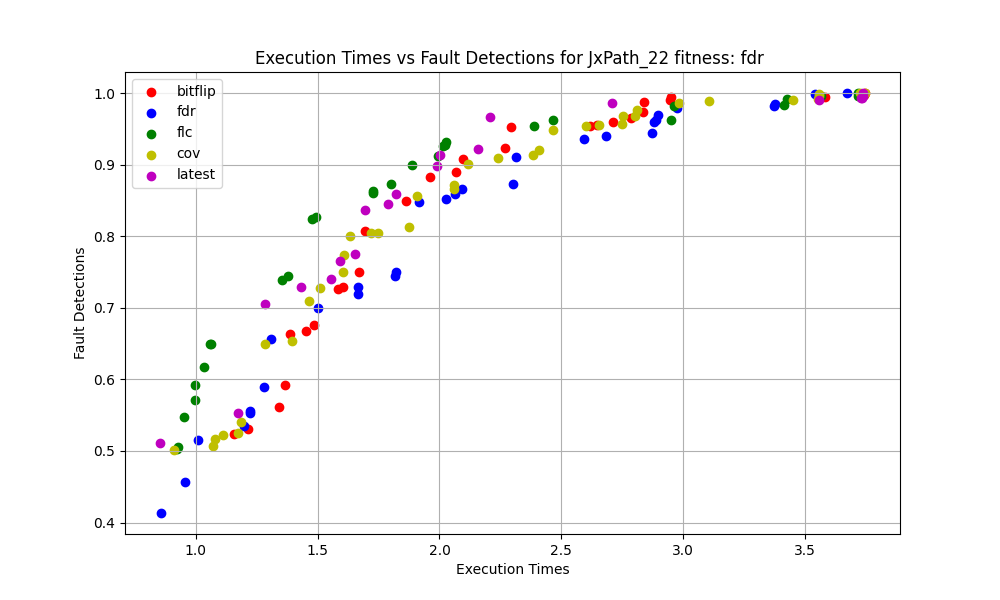 Execution Times vs Fault Detections for JxPath_22 fitness: fdr
bitflip
fdr
flc
cov
latest
Fault Detections
1.0
0.9
0.8
0.7
0.6
0.5
0.4
1.0 1.5 2.0 2.5 3.0 3.5
Execution Times